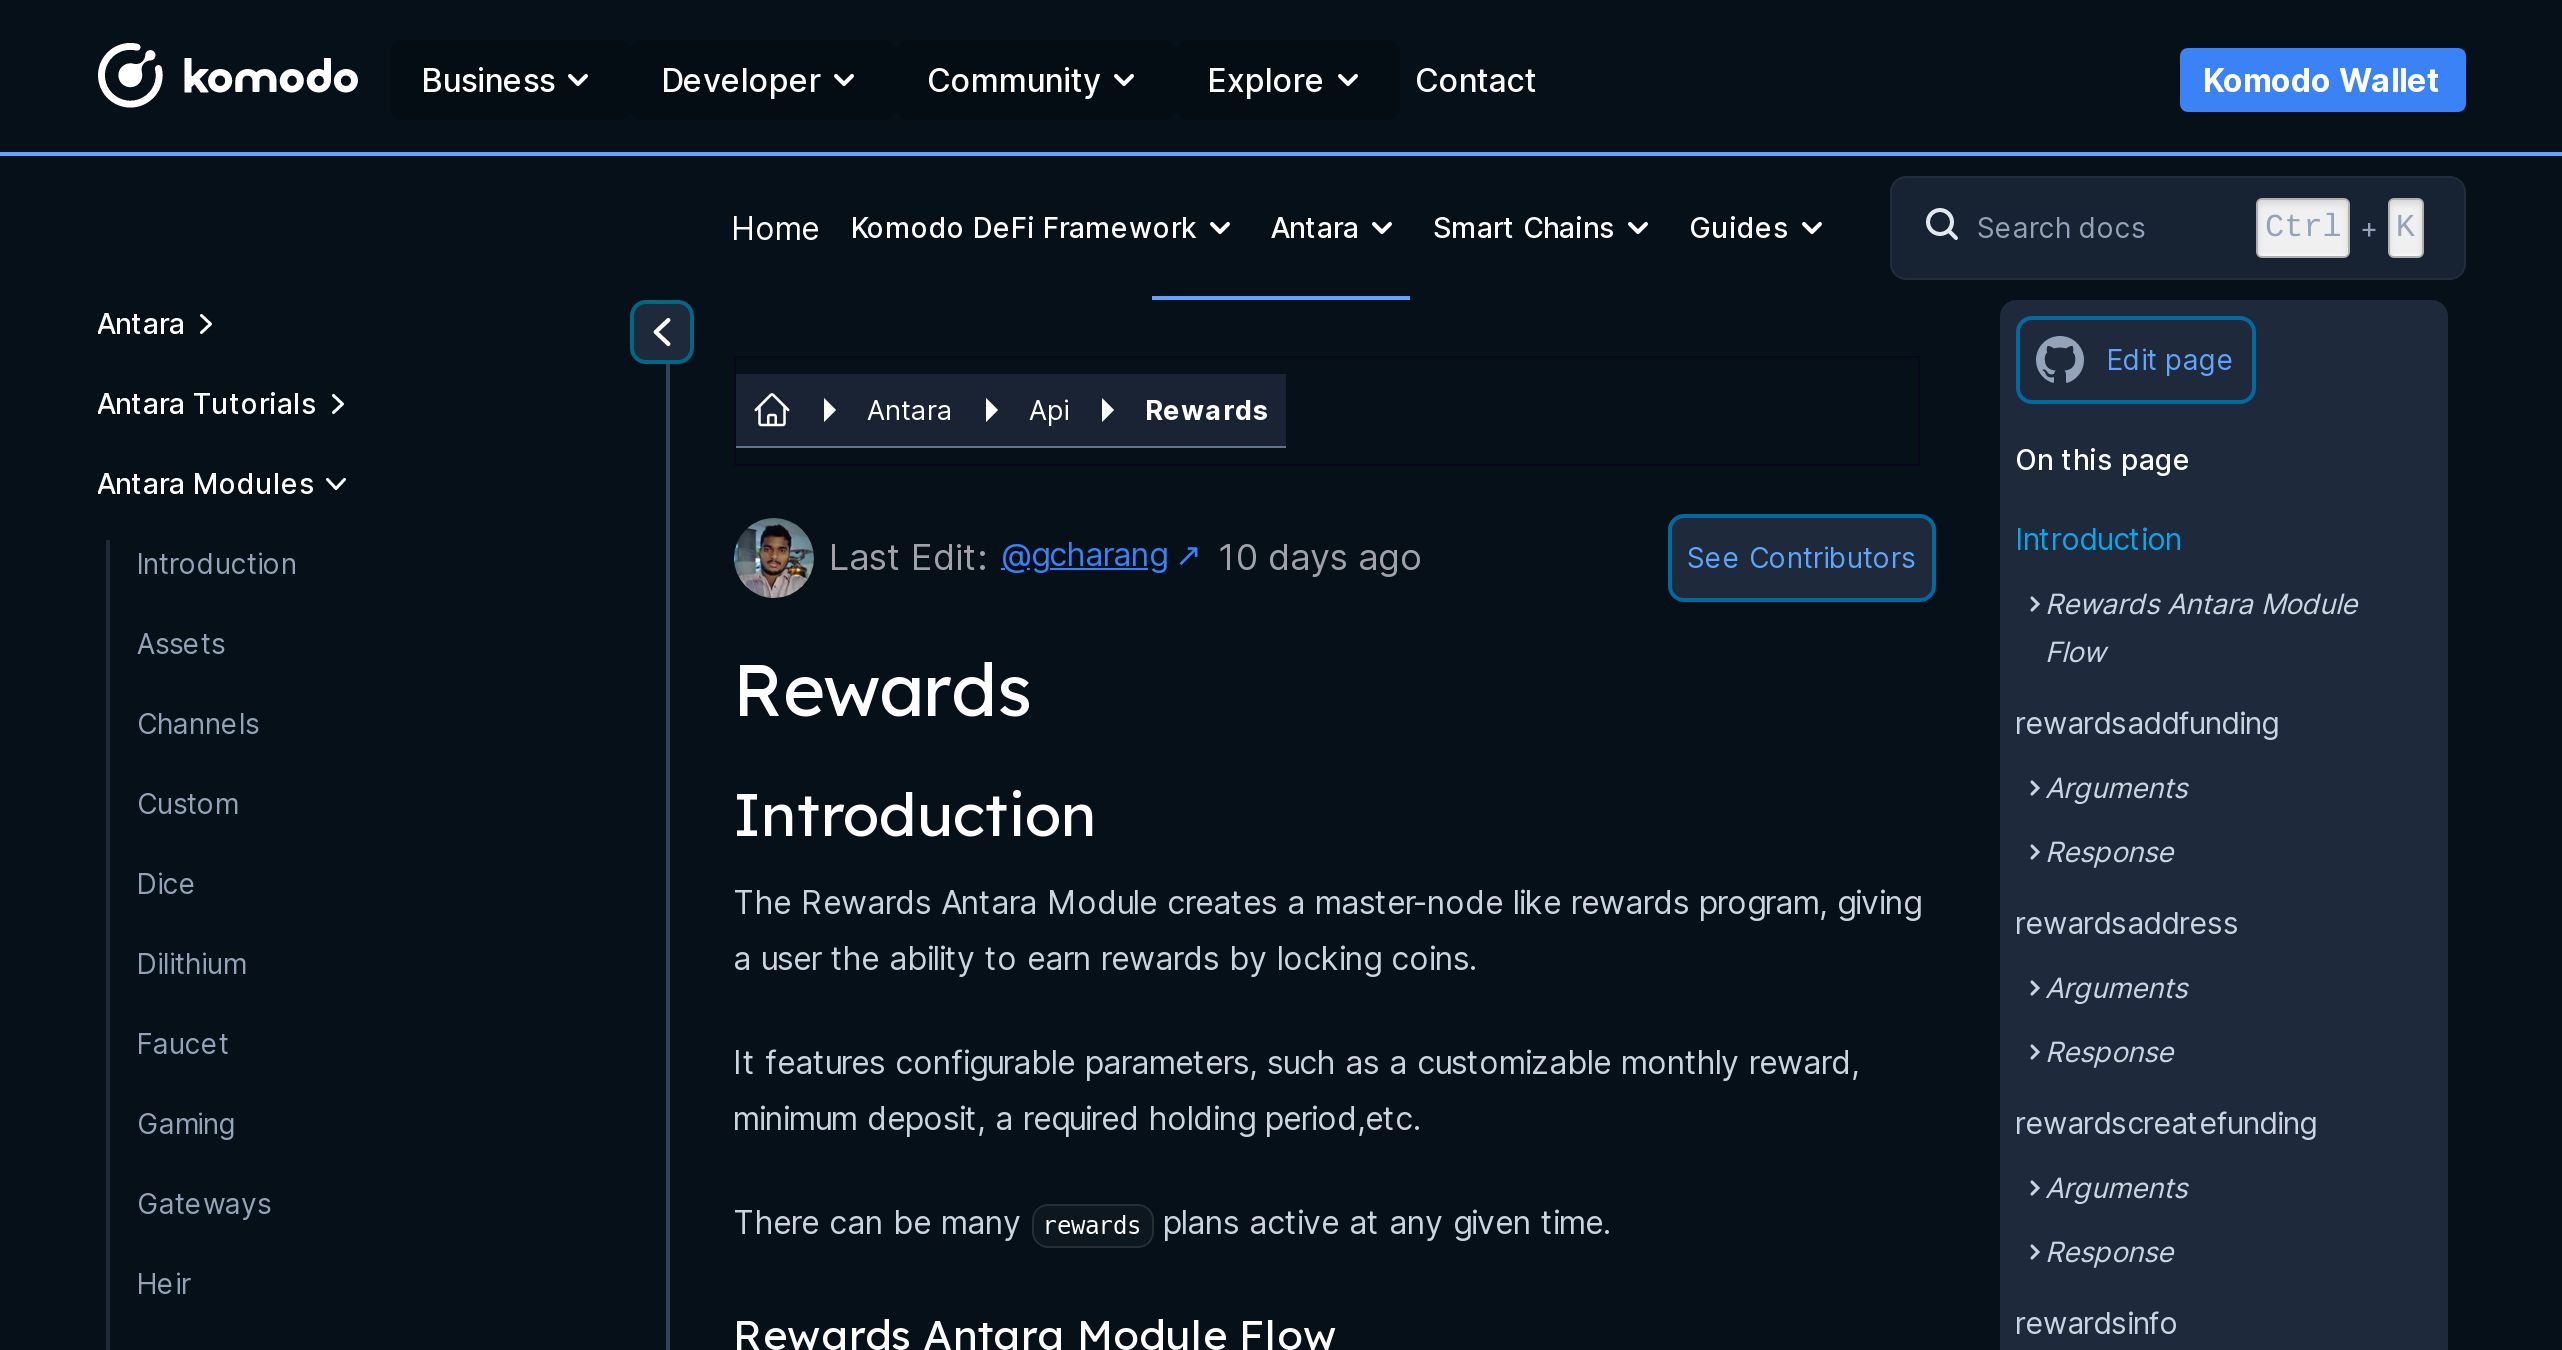 komodo
Business
Developer
Community
Explore
Contact
Komodo Wallet
Home
Komodo DeFi Framework
Antara
Smart Chains
Guides
Search docs
Ctrl + K
Antara
Antara Tutorials
Antara Modules
Introduction
Assets
Channels
Custom
Dice
Dilithium
Faucet
Gaming
Gateways
Heir
Antara
Api
Rewards
Last Edit: @gcharang ↗ 10 days ago
See Contributors
Rewards
Introduction
The Rewards Antara Module creates a master-node like rewards program, giving
a user the ability to earn rewards by locking coins.
It features configurable parameters, such as a customizable monthly reward,
minimum deposit, a required holding period,etc.
There can be many rewards plans active at any given time.
Rewards Antara Module Flow
Edit page
On this page
Introduction
Rewards Antara Module
Flow
rewardsaddfunding
Arguments
Response
rewardsaddress
Arguments
Response
rewardscreatefunding
Arguments
Response
rewardsinfo